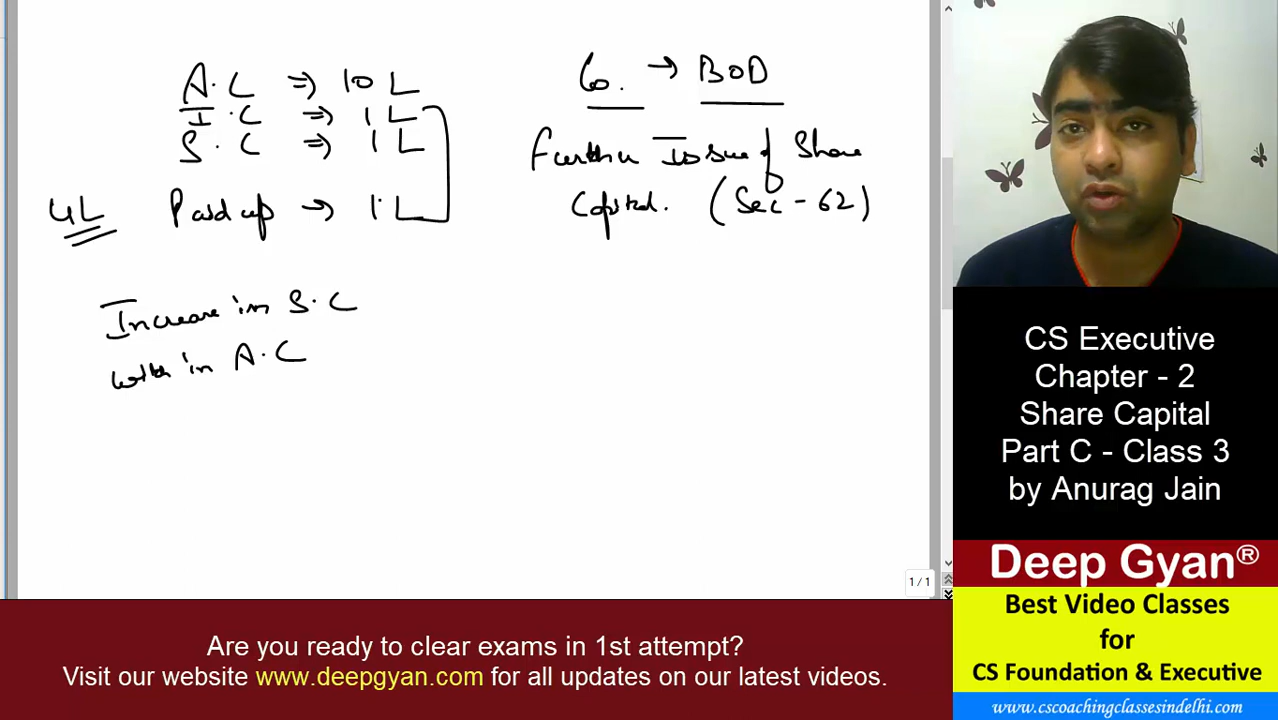 A.C ⇒ 10 L
I.C ⇒ 1 L
S.C ⇒ 1 L
4L Paid up → 1 L
Increase in S.C
with in A.C
Co. → BOD
Further Issue of Share
Capital. (Sec - 62)
1 / 1
CS Executive
Chapter - 2
Share Capital
Part C - Class 3
by Anurag Jain
Deep Gyan®
Best Video Classes
for
CS Foundation & Executive
www.cscoachingclassesindelhi.com
Are you ready to clear exams in 1st attempt?
Visit our website www.deepgyan.com for all updates on our latest videos.